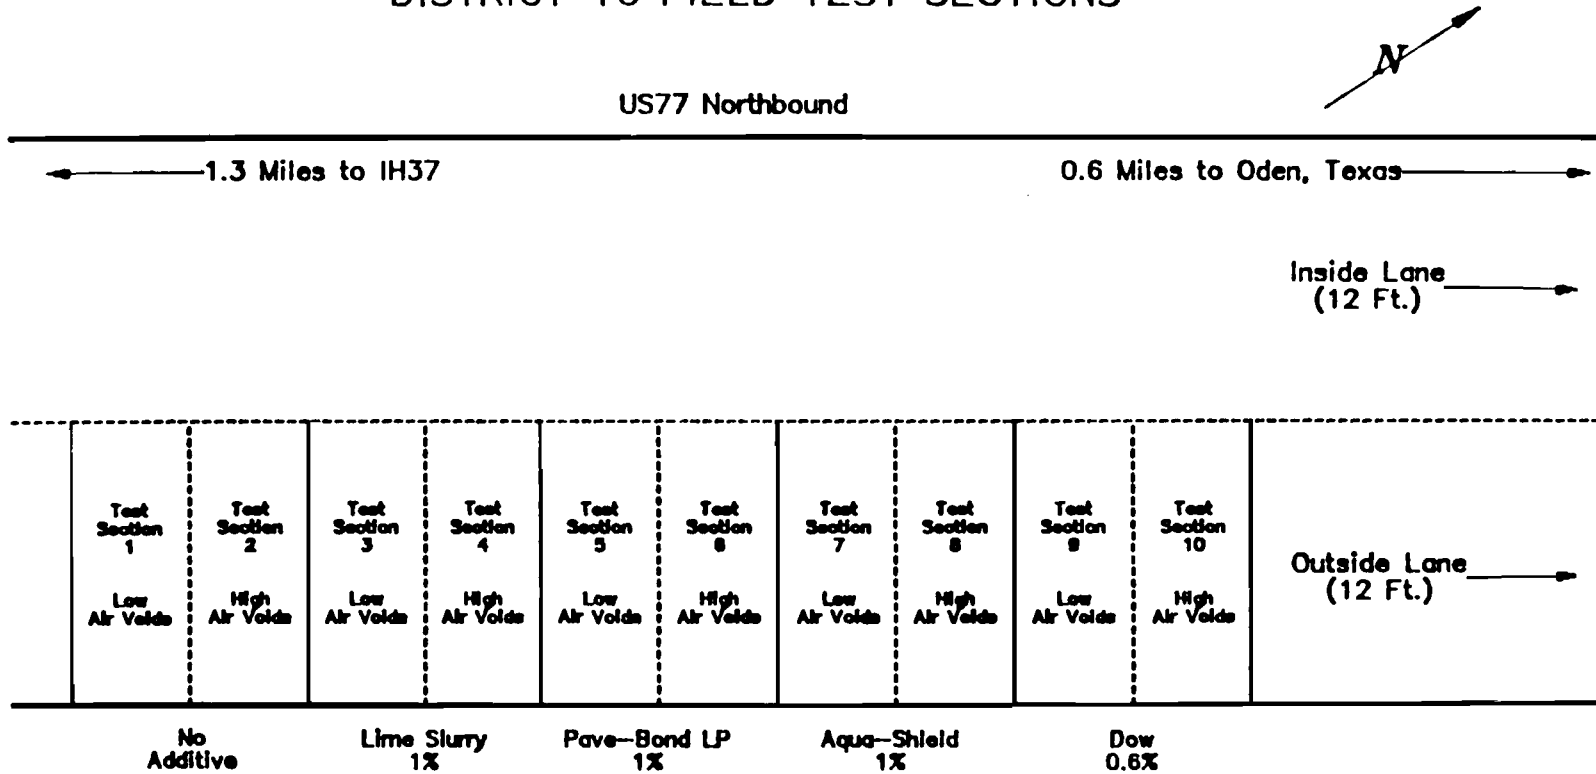 DISTRICT 16 FIELD TEST SECTIONS
N
US77 Northbound
1.3 Miles to IH37
0.6 Miles to Oden, Texas
Inside Lane
(12 Ft.)
Test
Section
1
Low
Air Voids
Test
Section
2
High
Air Voids
Test
Section
3
Low
Air Voids
Test
Section
4
High
Air Voids
Test
Section
5
Low
Air Voids
Test
Section
6
High
Air Voids
Test
Section
7
Low
Air Voids
Test
Section
8
High
Air Voids
Test
Section
9
Low
Air Voids
Test
Section
10
High
Air Voids
Outside Lane
(12 Ft.)
No
Additive
Lime Slurry
1%
Pave-Bond LP
1%
Aqua-Shield
1%
Dow
0.6%